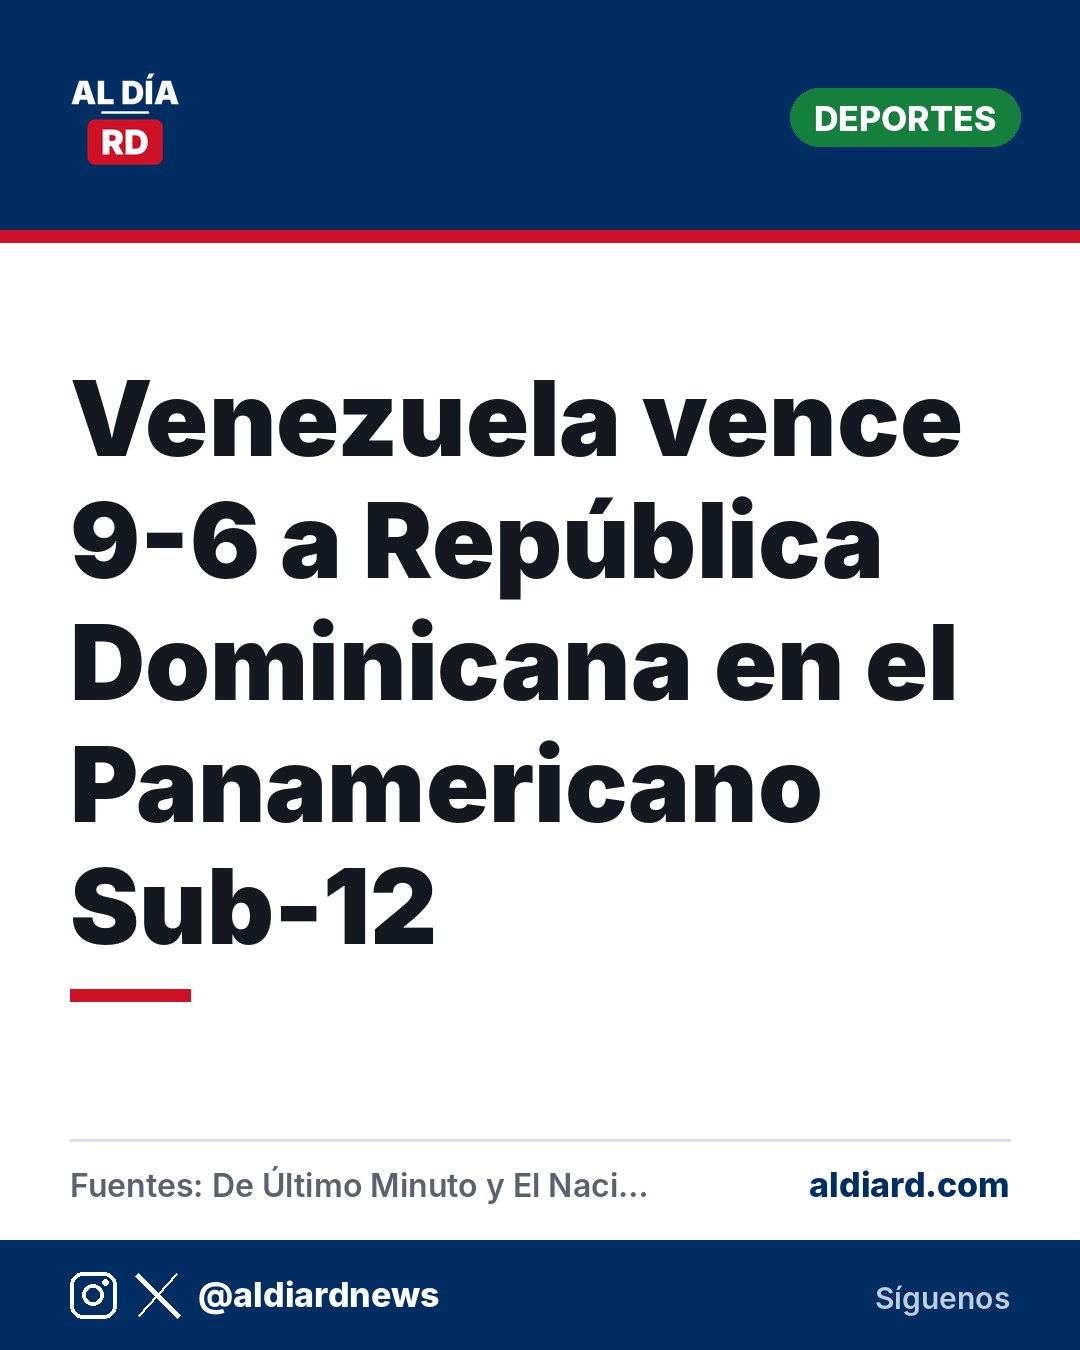 AL DÍA
RD
DEPORTES
Venezuela vence
9-6 a República
Dominicana en el
Panamericano
Sub-12
Fuentes: De Último Minuto y El Naci...
aldiard.com
@aldiardnews
Síguenos